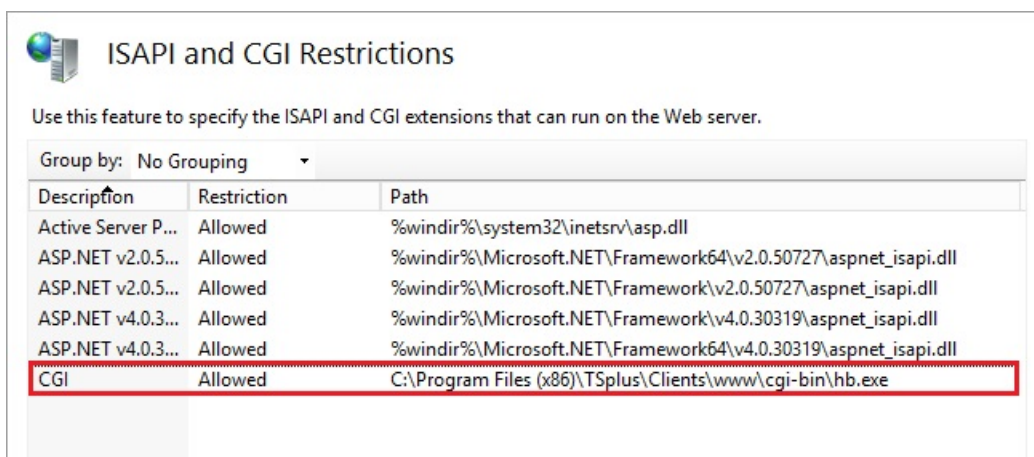 ISAPI and CGI Restrictions
Use this feature to specify the ISAPI and CGI extensions that can run on the Web server.
Group by: No Grouping
Description Restriction Path
Active Server P... Allowed %windir%\system32\inetsrv\asp.dll
ASP.NET v2.0.5... Allowed %windir%\Microsoft.NET\Framework64\v2.0.50727\aspnet_isapi.dll
ASP.NET v2.0.5... Allowed %windir%\Microsoft.NET\Framework\v2.0.50727\aspnet_isapi.dll
ASP.NET v4.0.3... Allowed %windir%\Microsoft.NET\Framework\v4.0.30319\aspnet_isapi.dll
ASP.NET v4.0.3... Allowed %windir%\Microsoft.NET\Framework64\v4.0.30319\aspnet_isapi.dll
CGI Allowed C:\Program Files (x86)\TSplus\Clients\www\cgi-bin\hb.exe